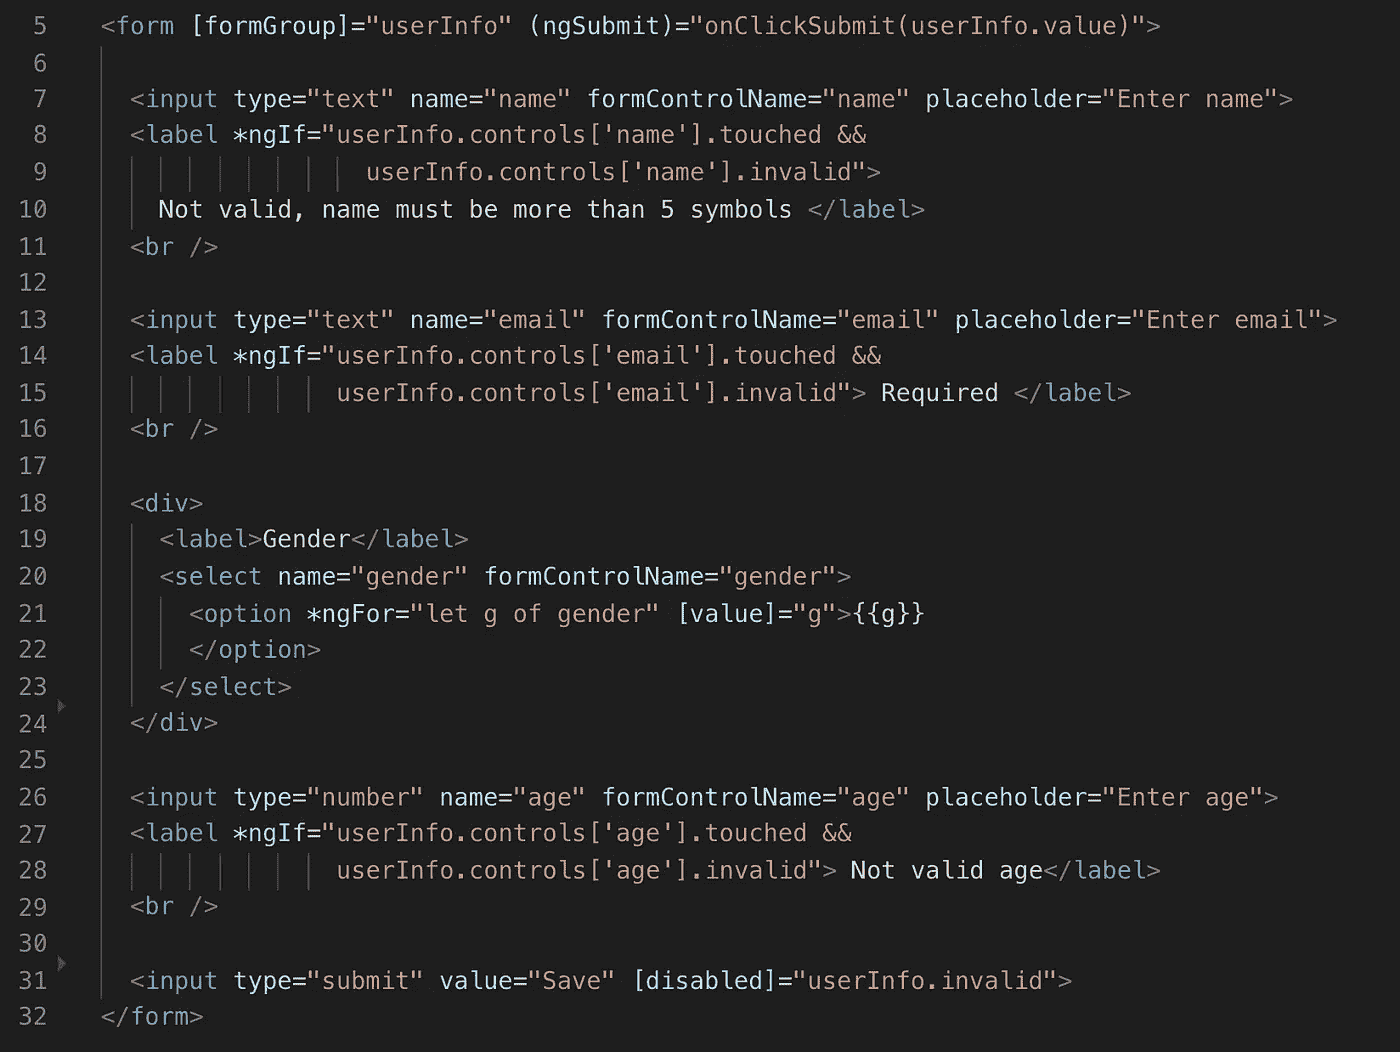 5 <form [formGroup]="userInfo" (ngSubmit)="onClickSubmit(userInfo.value)">
6
7 <input type="text" name="name" formControlName="name" placeholder="Enter name">
8 <label *ngIf="userInfo.controls['name'].touched &&
9 userInfo.controls['name'].invalid">
10 Not valid, name must be more than 5 symbols </label>
11 <br />
12
13 <input type="text" name="email" formControlName="email" placeholder="Enter email">
14 <label *ngIf="userInfo.controls['email'].touched &&
15 userInfo.controls['email'].invalid"> Required </label>
16 <br />
17
18 <div>
19 <label>Gender</label>
20 <select name="gender" formControlName="gender">
21 <option *ngFor="let g of gender" [value]="g">{{g}}
22 </option>
23 </select>
24 </div>
25
26 <input type="number" name="age" formControlName="age" placeholder="Enter age">
27 <label *ngIf="userInfo.controls['age'].touched &&
28 userInfo.controls['age'].invalid"> Not valid age</label>
29 <br />
30
31 <input type="submit" value="Save" [disabled]="userInfo.invalid">
32 </form>